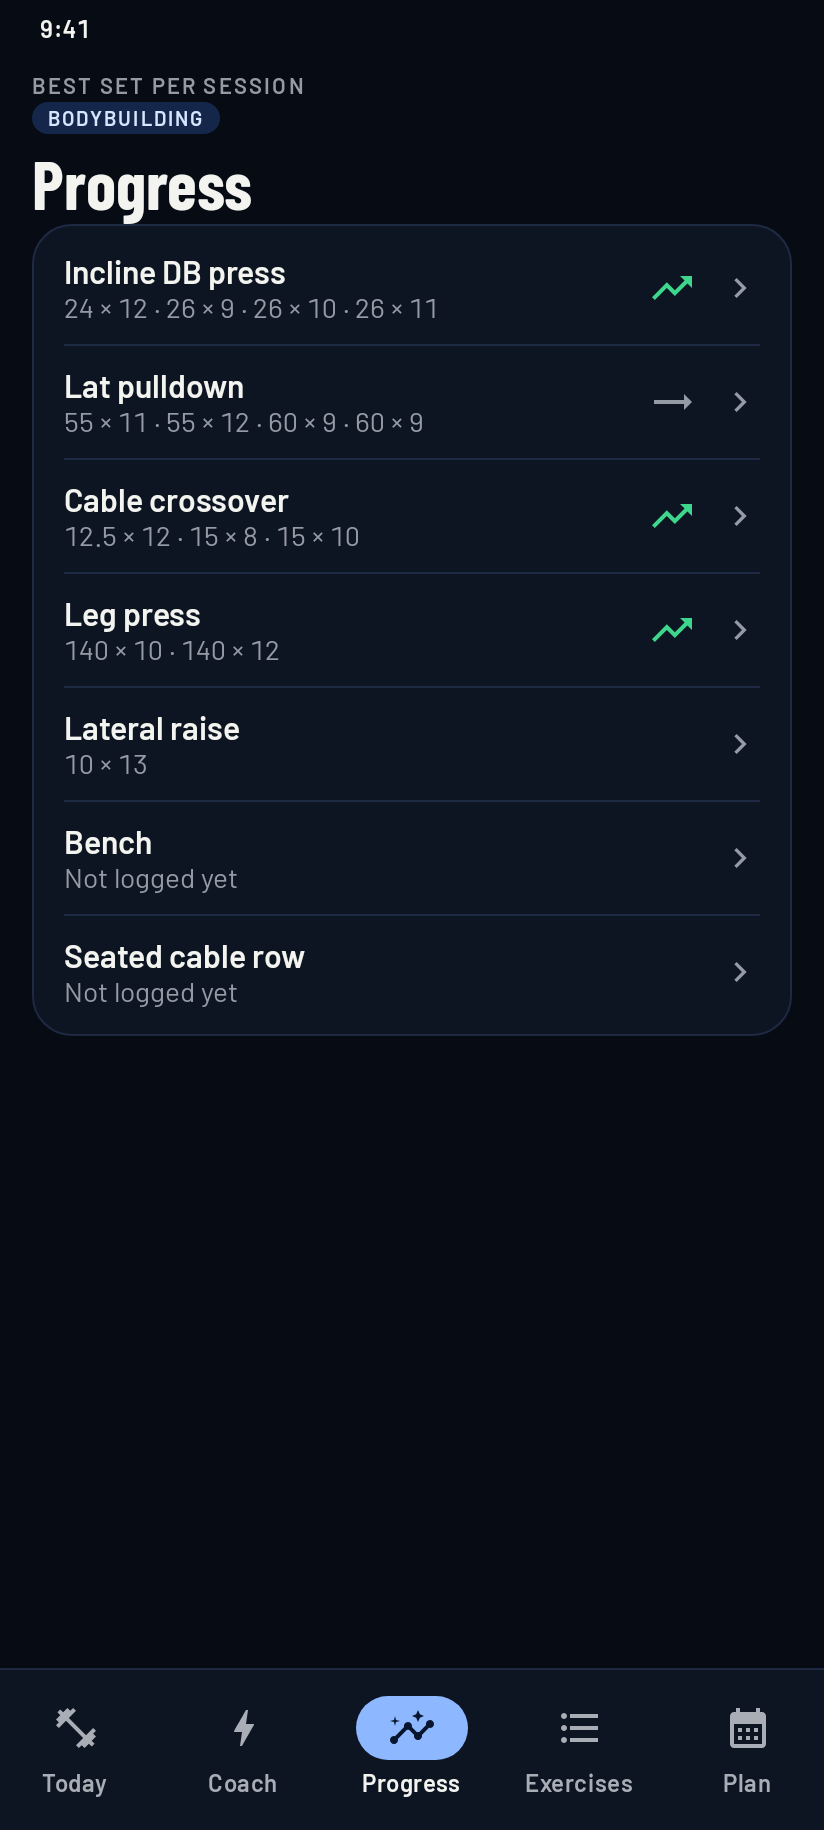 9:41
BEST SET PER SESSION
BODYBUILDING
Progress
Incline DB press
24 × 12 · 26 × 9 · 26 × 10 · 26 × 11
Lat pulldown
55 × 11 · 55 × 12 · 60 × 9 · 60 × 9
Cable crossover
12.5 × 12 · 15 × 8 · 15 × 10
Leg press
140 × 10 · 140 × 12
Lateral raise
10 × 13
Bench
Not logged yet
Seated cable row
Not logged yet
Today
Coach
Progress
Exercises
Plan